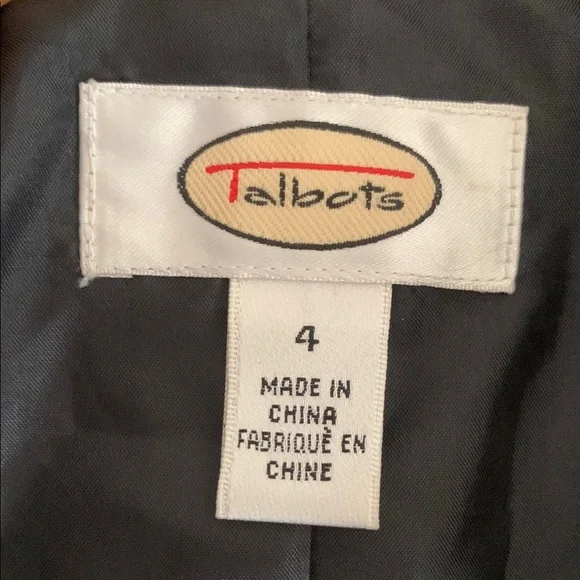 Talbots
4
MADE IN
CHINA
FABRIQUÈ EN
CHINE